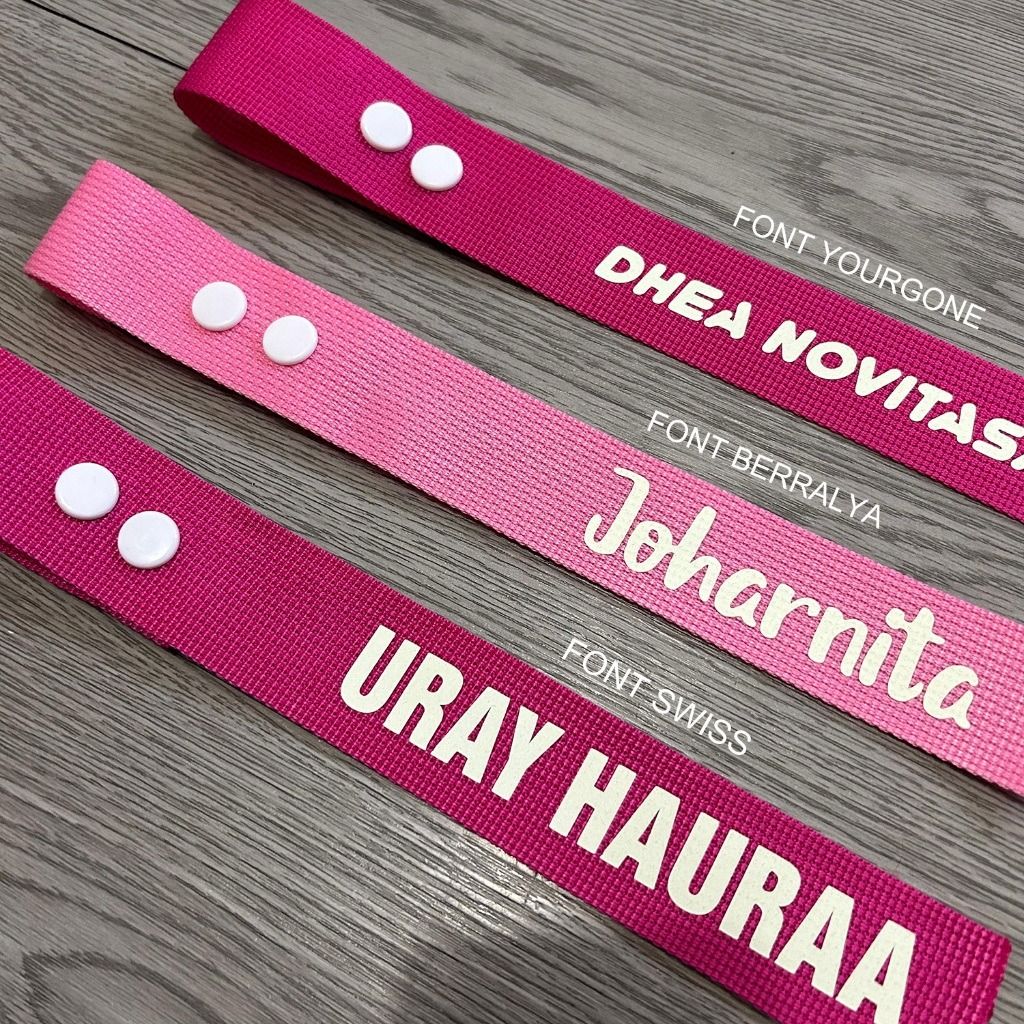 FONT YOURGONE
DHEA NOVITASA
FONT BERRALYA
Joharnita
FONT SWISS
URAY HAURAA